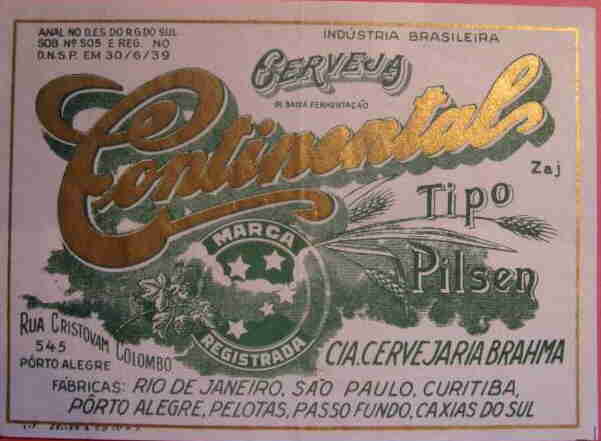 ANAL. NO D.E.S. DO R.G. DO SUL
SOB Nº 505 E REG. NO
D.N.S.P. EM 30/6/39
INDÚSTRIA BRASILEIRA
CERVEJA
DE BAIXA FERMENTAÇÃO
Continental
Zaj
Tipo
Pilsen
MARCA
REGISTRADA
RUA CRISTOVAM COLOMBO
545
PÔRTO ALEGRE
CIA. CERVEJARIA BRAHMA
FÁBRICAS: RIO DE JANEIRO, SÃO PAULO, CURITIBA,
PÔRTO ALEGRE, PELOTAS, PASSO FUNDO, CAXIAS DO SUL